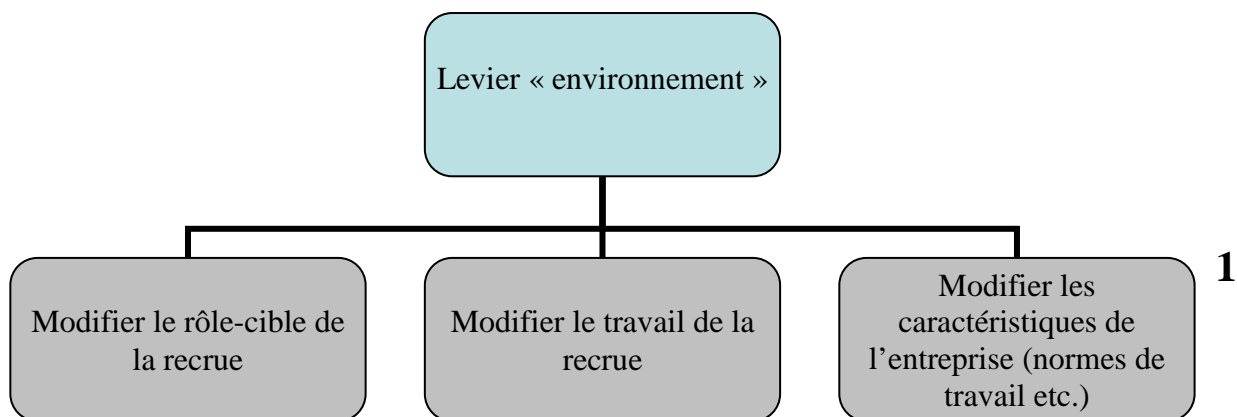 Levier « environnement »
Modifier le rôle-cible de
la recrue
Modifier le travail de la
recrue
Modifier les
caractéristiques de
l’entreprise (normes de
travail etc.)
1